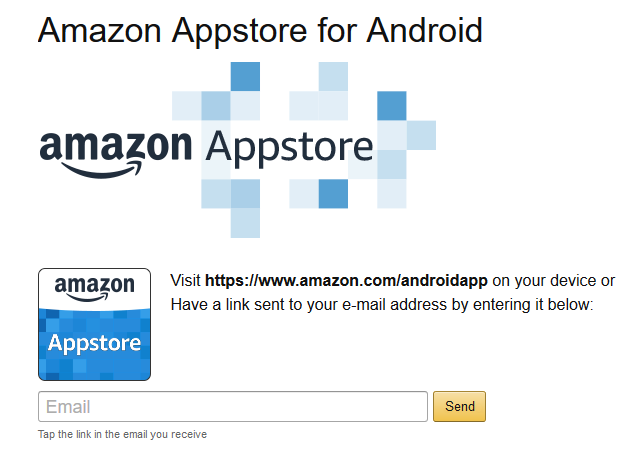 Amazon Appstore for Android
amazon Appstore
amazon
Appstore
Visit https://www.amazon.com/androidapp on your device or
Have a link sent to your e-mail address by entering it below:
Email
Send
Tap the link in the email you receive